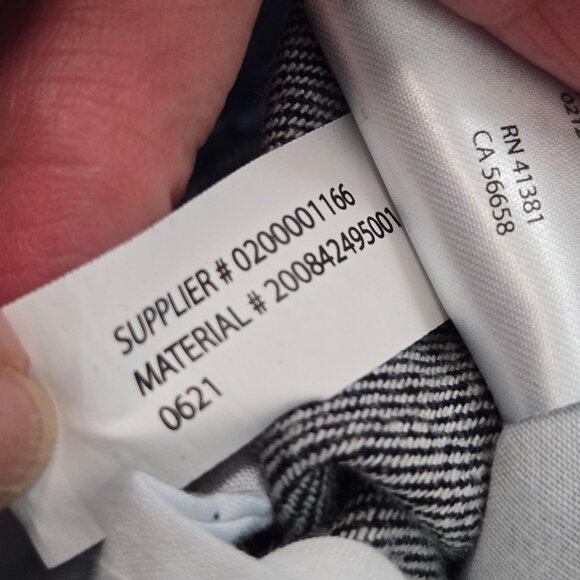 SUPPLIER # 0200001166
MATERIAL # 200842495001
0621
RN 41381
CA 56658